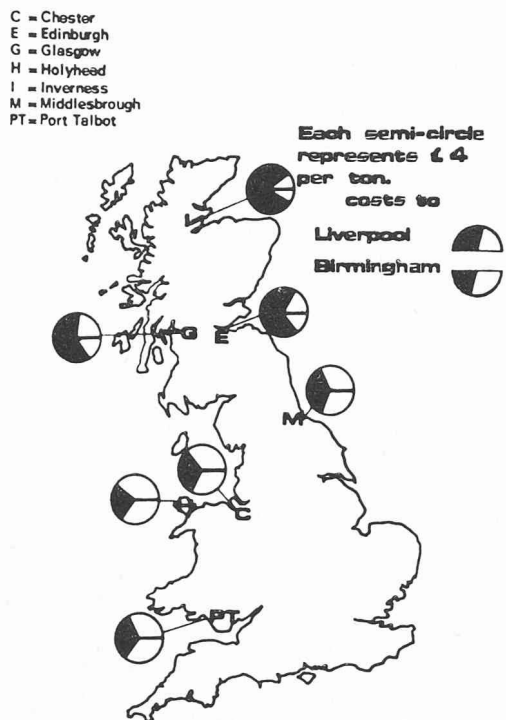 C = Chester
E = Edinburgh
G = Glasgow
H = Holyhead
I = Inverness
M = Middlesbrough
PT = Port Talbot
Each semi-circle
represents £4
per ton.
costs to
Liverpool
Birmingham
I
G
E
M
H
C
PT